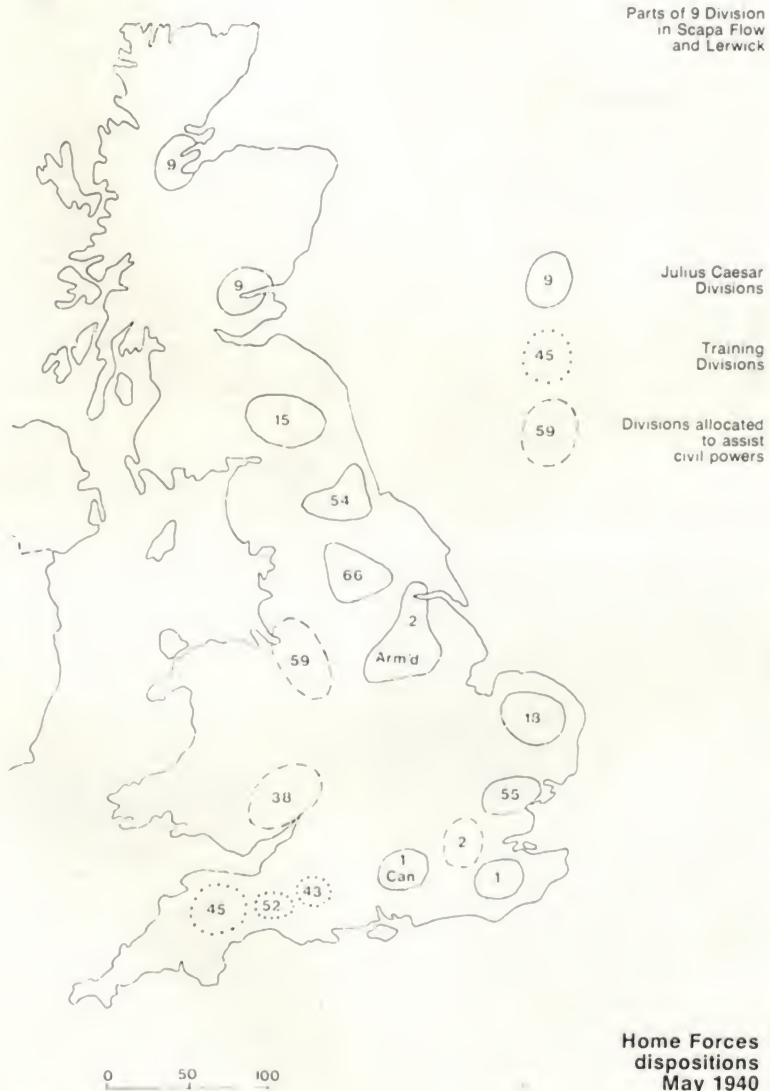 Parts of 9 Division
in Scapa Flow
and Lerwick
9
9
9
Julius Caesar
Divisions
45
Training
Divisions
15
59
Divisions allocated
to assist
civil powers
54
66
2
Arm'd
59
18
38
55
2
1
Can
1
43
52
45
Home Forces
dispositions
May 1940
0 50 100